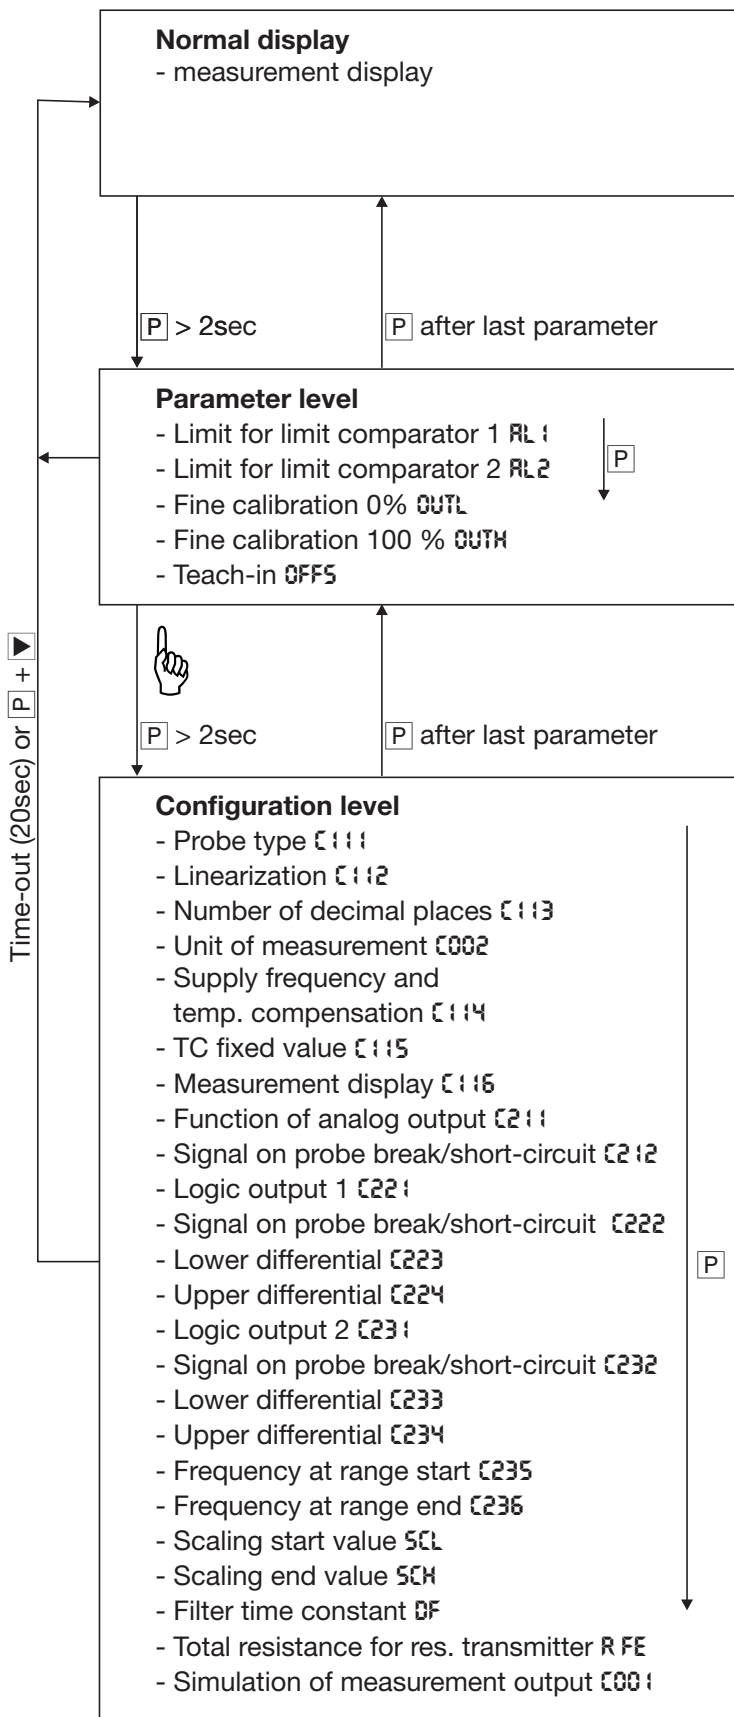 Normal display
- measurement display
P > 2sec
P after last parameter
Parameter level
- Limit for limit comparator 1 AL1
- Limit for limit comparator 2 AL2
P
- Fine calibration 0% OUTL
- Fine calibration 100 % OUTH
- Teach-in OFFS
P > 2sec
P after last parameter
Time-out (20sec) or P + ▼
Configuration level
- Probe type C111
- Linearization C112
- Number of decimal places C113
- Unit of measurement C002
- Supply frequency and
temp. compensation C114
- TC fixed value C115
- Measurement display C116
- Function of analog output C211
- Signal on probe break/short-circuit C212
- Logic output 1 C221
- Signal on probe break/short-circuit C222
- Lower differential C223
P
- Upper differential C224
- Logic output 2 C231
- Signal on probe break/short-circuit C232
- Lower differential C233
- Upper differential C234
- Frequency at range start C235
- Frequency at range end C236
- Scaling start value SCL
- Scaling end value SCH
- Filter time constant DF
- Total resistance for res. transmitter R FE
- Simulation of measurement output C001